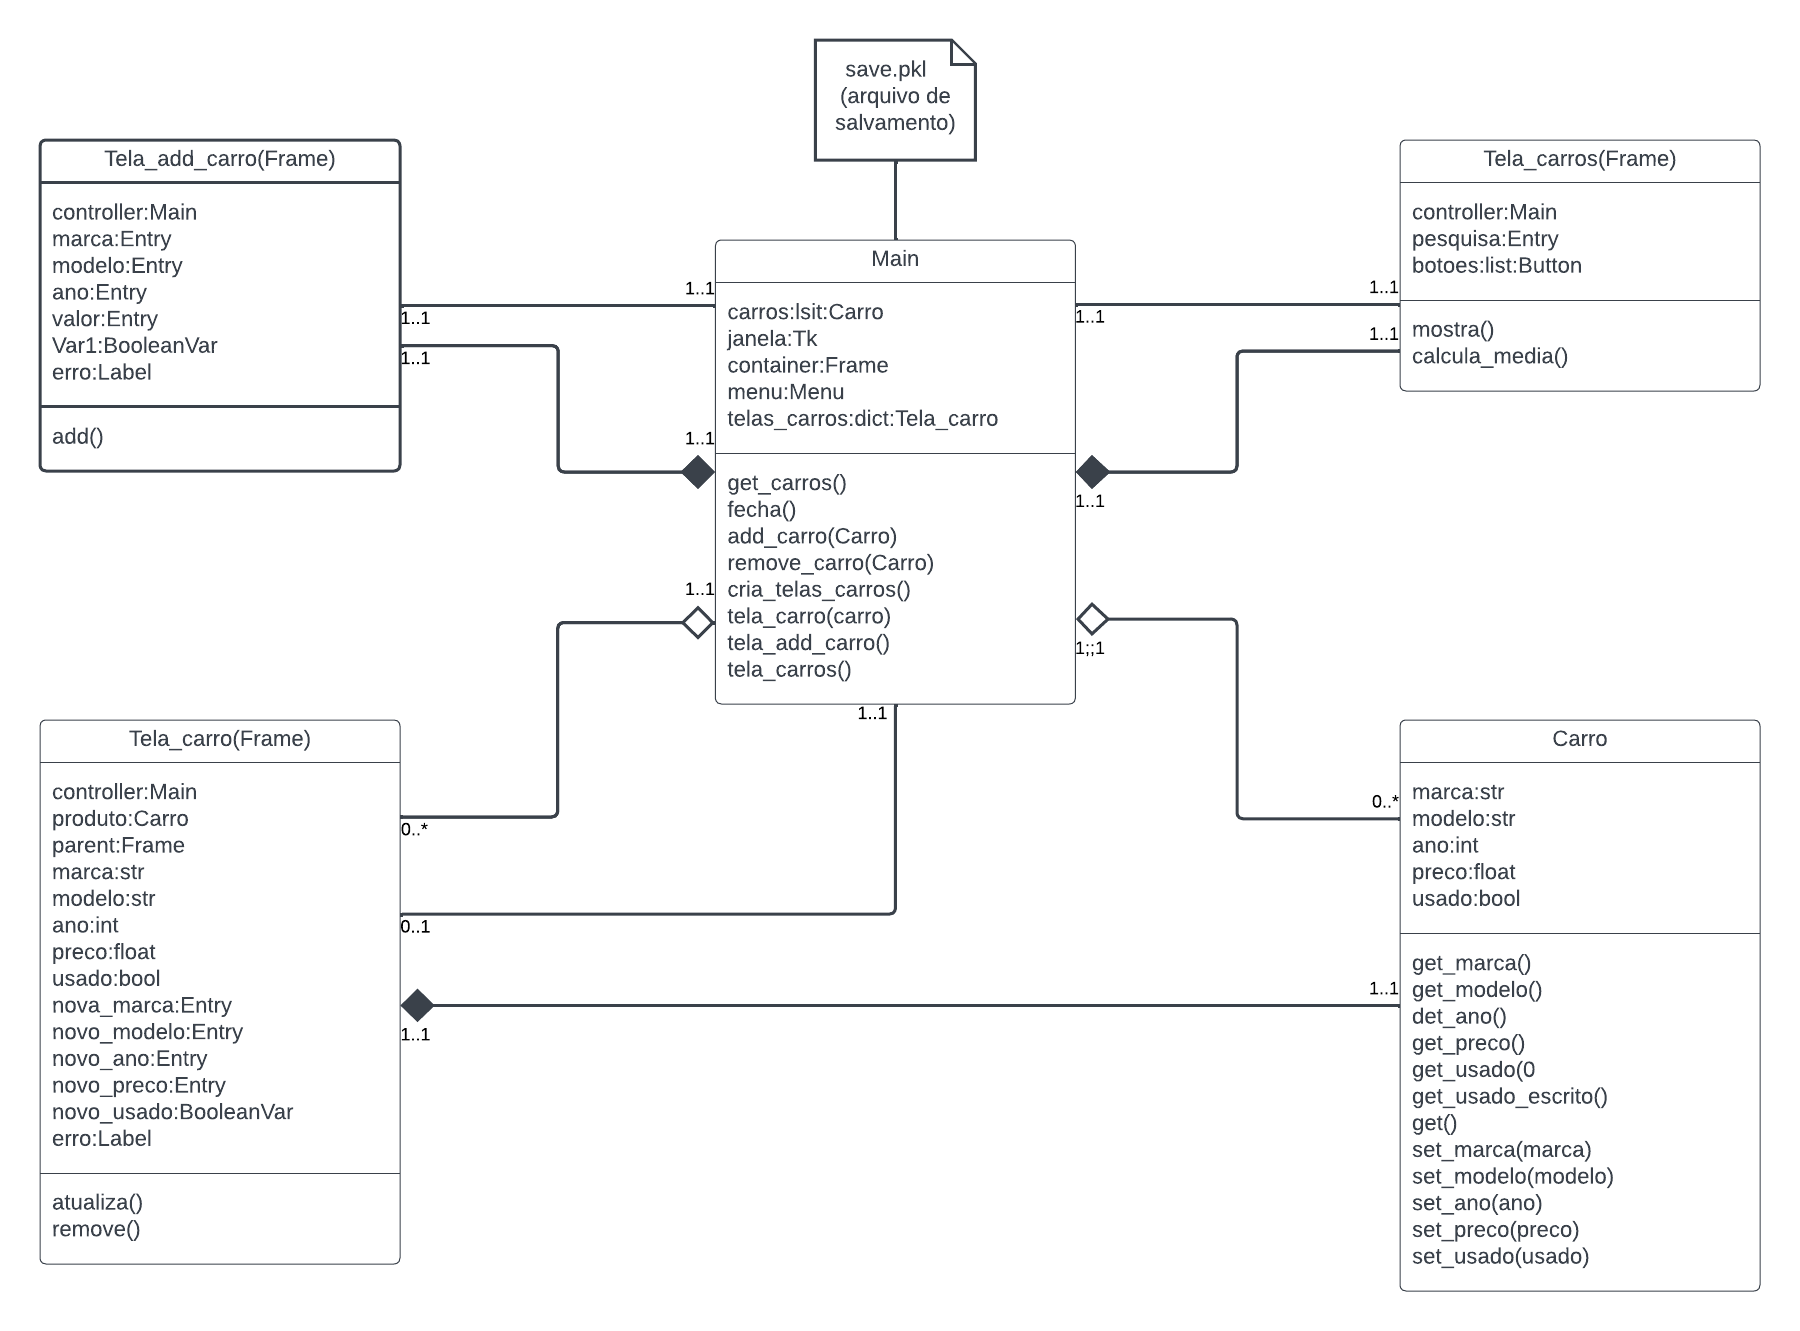 save.pkl
(arquivo de
salvamento)
Tela_add_carro(Frame)
controller:Main
marca:Entry
modelo:Entry
ano:Entry
valor:Entry
Var1:BooleanVar
erro:Label
add()
1..1
1..1
1..1
1..1
Main
carros:lsit:Carro
janela:Tk
container:Frame
menu:Menu
telas_carros:dict:Tela_carro
get_carros()
fecha()
add_carro(Carro)
remove_carro(Carro)
cria_telas_carros()
tela_carro(carro)
tela_add_carro()
tela_carros()
1..1
1..1
1..1
1..1
Tela_carros(Frame)
controller:Main
pesquisa:Entry
botoes:list:Button
mostra()
calcula_media()
1..1
1;;1
1..1
Tela_carro(Frame)
controller:Main
produto:Carro
parent:Frame
marca:str
modelo:str
ano:int
preco:float
usado:bool
nova_marca:Entry
novo_modelo:Entry
novo_ano:Entry
novo_preco:Entry
novo_usado:BooleanVar
erro:Label
atualiza()
remove()
0..*
0..1
1..1
0..*
1..1
Carro
marca:str
modelo:str
ano:int
preco:float
usado:bool
get_marca()
get_modelo()
det_ano()
get_preco()
get_usado(0
get_usado_escrito()
get()
set_marca(marca)
set_modelo(modelo)
set_ano(ano)
set_preco(preco)
set_usado(usado)